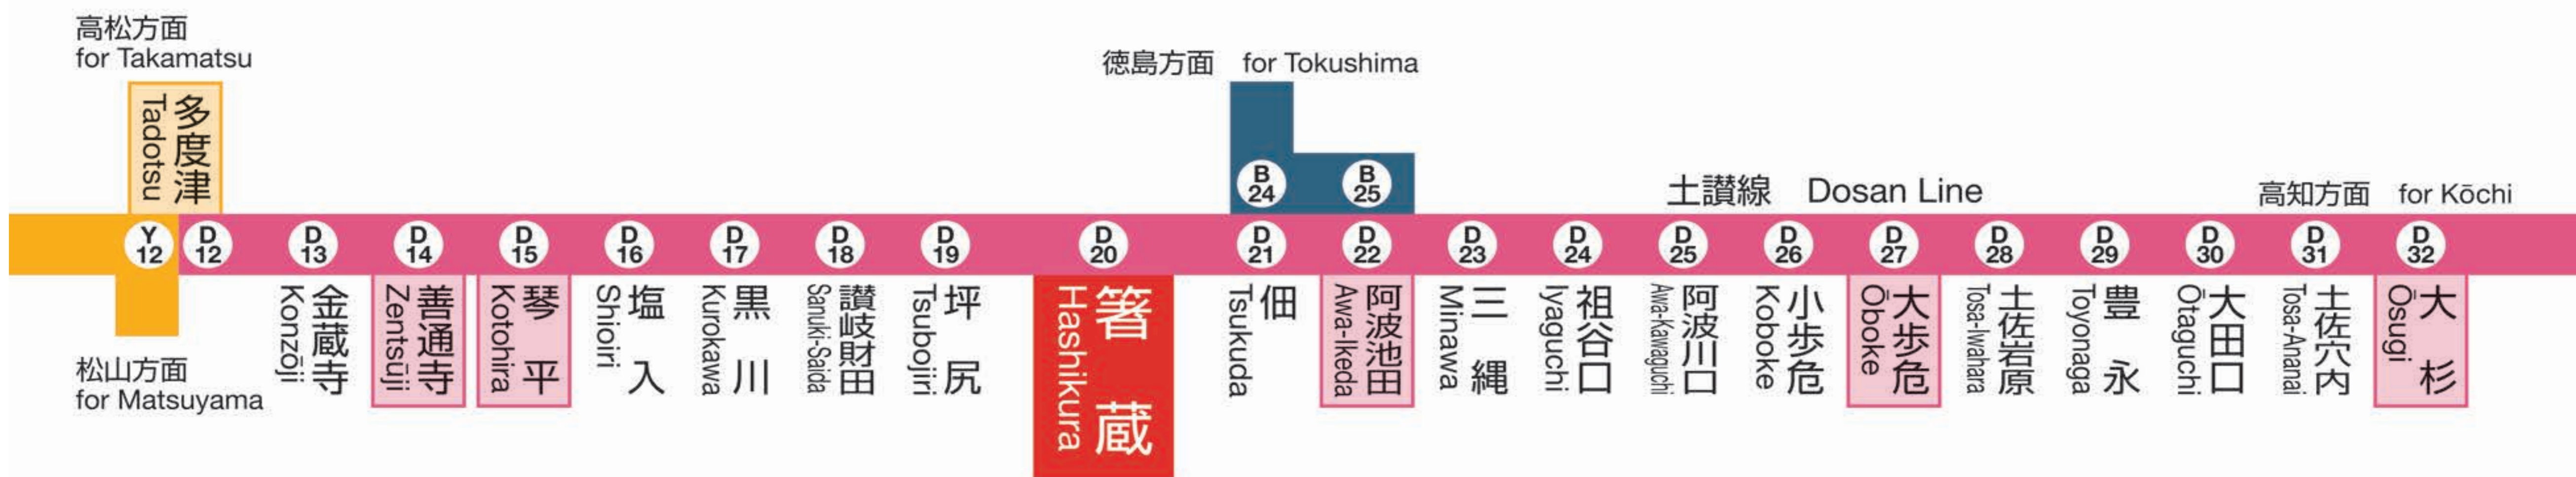 高松方面
for Takamatsu
多度津
Tadotsu
松山方面
for Matsuyama
徳島方面 for Tokushima
B
24
B
25
土讃線 Dosan Line
高知方面 for Kōchi
Y
12
D
12
D
13
金蔵寺
Konzōji
D
14
善通寺
Zentsūji
D
15
琴平
Kotohira
D
16
塩入
Shioiri
D
17
黒川
Kurokawa
D
18
讃岐財田
Sanuki-Saida
D
19
坪尻
Tsubojiri
D
20
箸蔵
Hashikura
D
21
佃
Tsukuda
D
22
阿波池田
Awa-Ikeda
D
23
三縄
Minawa
D
24
祖谷口
Iyaguchi
D
25
阿波川口
Awa-Kawaguchi
D
26
小歩危
Koboke
D
27
大歩危
Ōboke
D
28
土佐岩原
Tosa-Iwahara
D
29
豊永
Toyonaga
D
30
大田口
Ōtaguchi
D
31
土佐穴内
Tosa-Ananai
D
32
大杉
Ōsugi